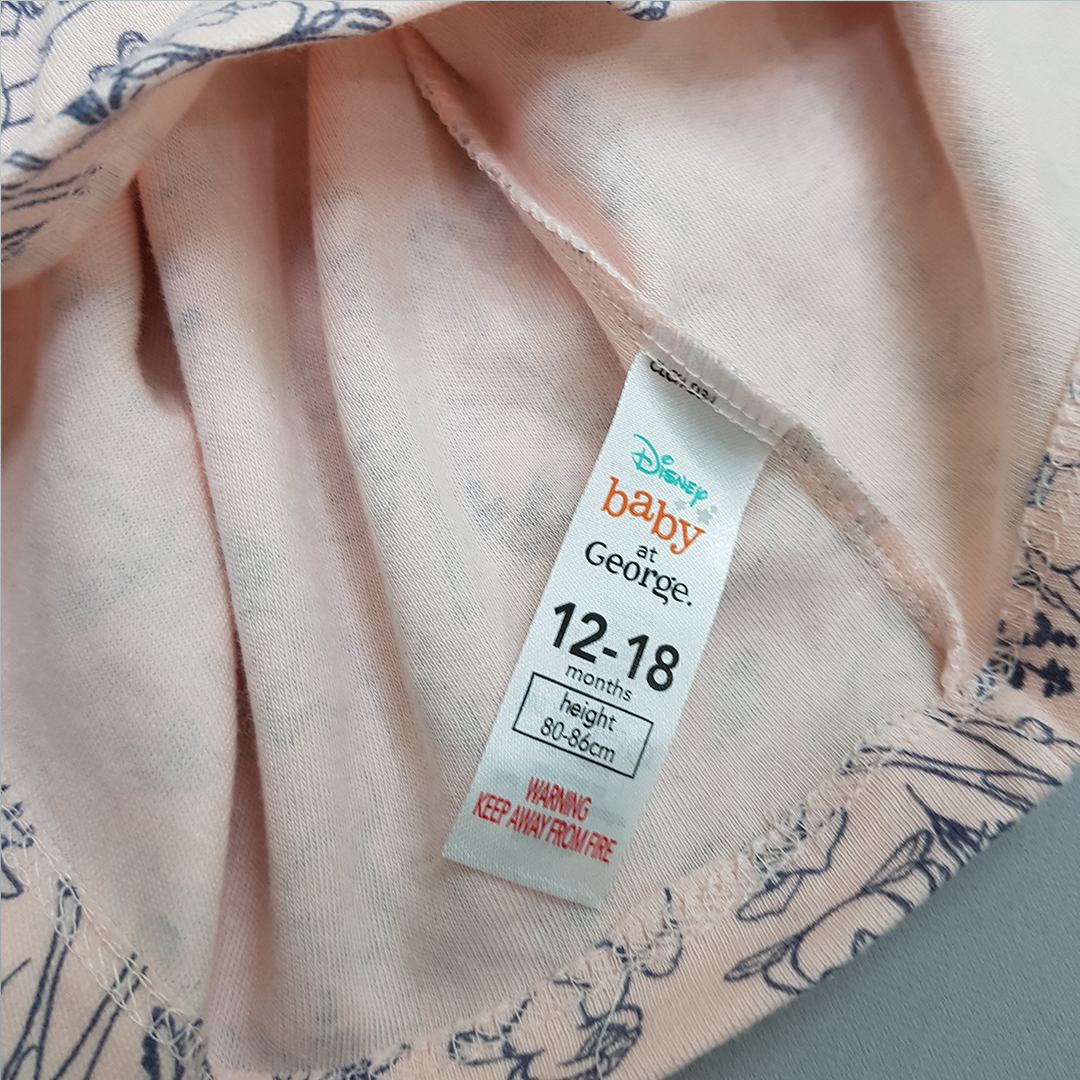 Disney
baby
at
George.
12-18
months
height
80-86cm
WARNING
KEEP AWAY FROM FIRE